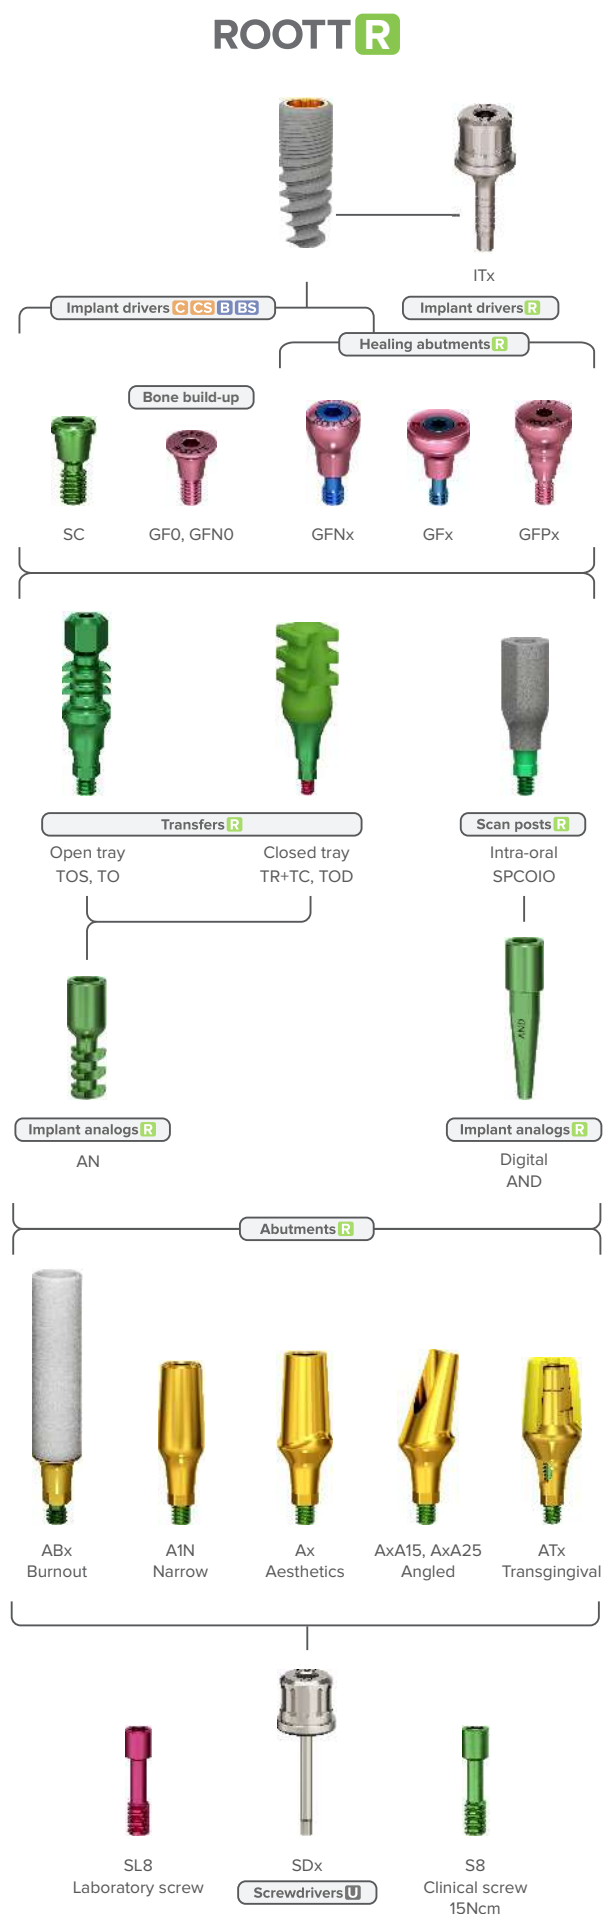 ROOTT R
ITx
Implant drivers C CS B BS
Implant drivers R
Healing abutments R
Bone build-up
SC
GF0, GFN0
GFNx
GFx
GFPx
Transfers R
Scan posts R
Open tray
TOS, TO
Closed tray
TR+TC, TOD
Intra-oral
SPCOIO
AND
Implant analogs R
AN
Implant analogs R
Digital
AND
Abutments R
ABx
Burnout
A1N
Narrow
Ax
Aesthetics
AxA15, AxA25
Angled
ATx
Transgingival
SL8
Laboratory screw
SDx
Screwdrivers U
S8
Clinical screw
15Ncm